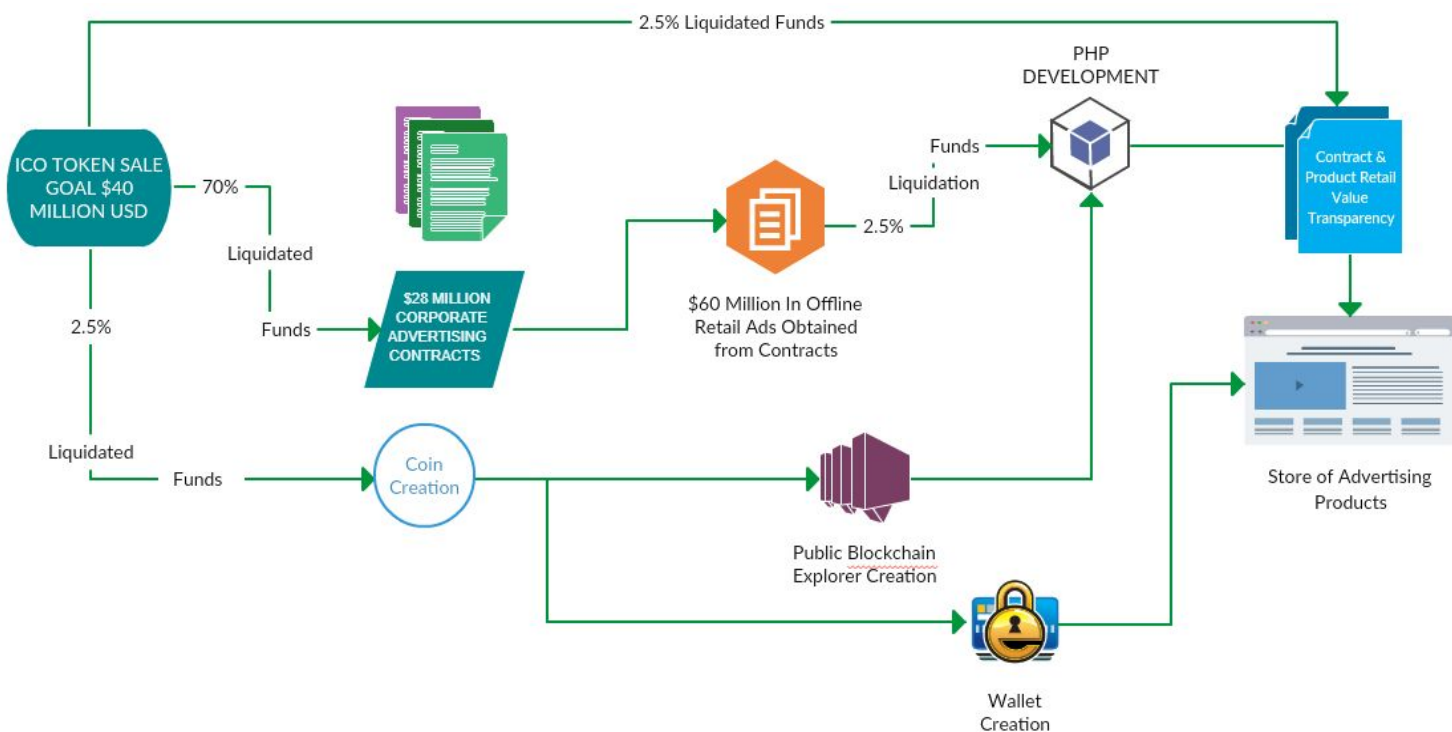 2.5% Liquidated Funds
PHP
DEVELOPMENT
ICO TOKEN SALE
GOAL $40
MILLION USD
70%
Liquidated
Funds
$28 MILLION
CORPORATE
ADVERTISING
CONTRACTS
$60 Million In Offline
Retail Ads Obtained
from Contracts
2.5%
Funds
Liquidation
Contract &
Product Retail
Value
Transparency
Store of Advertising
Products
2.5%
Liquidated
Funds
Coin
Creation
Public Blockchain
Explorer Creation
Wallet
Creation